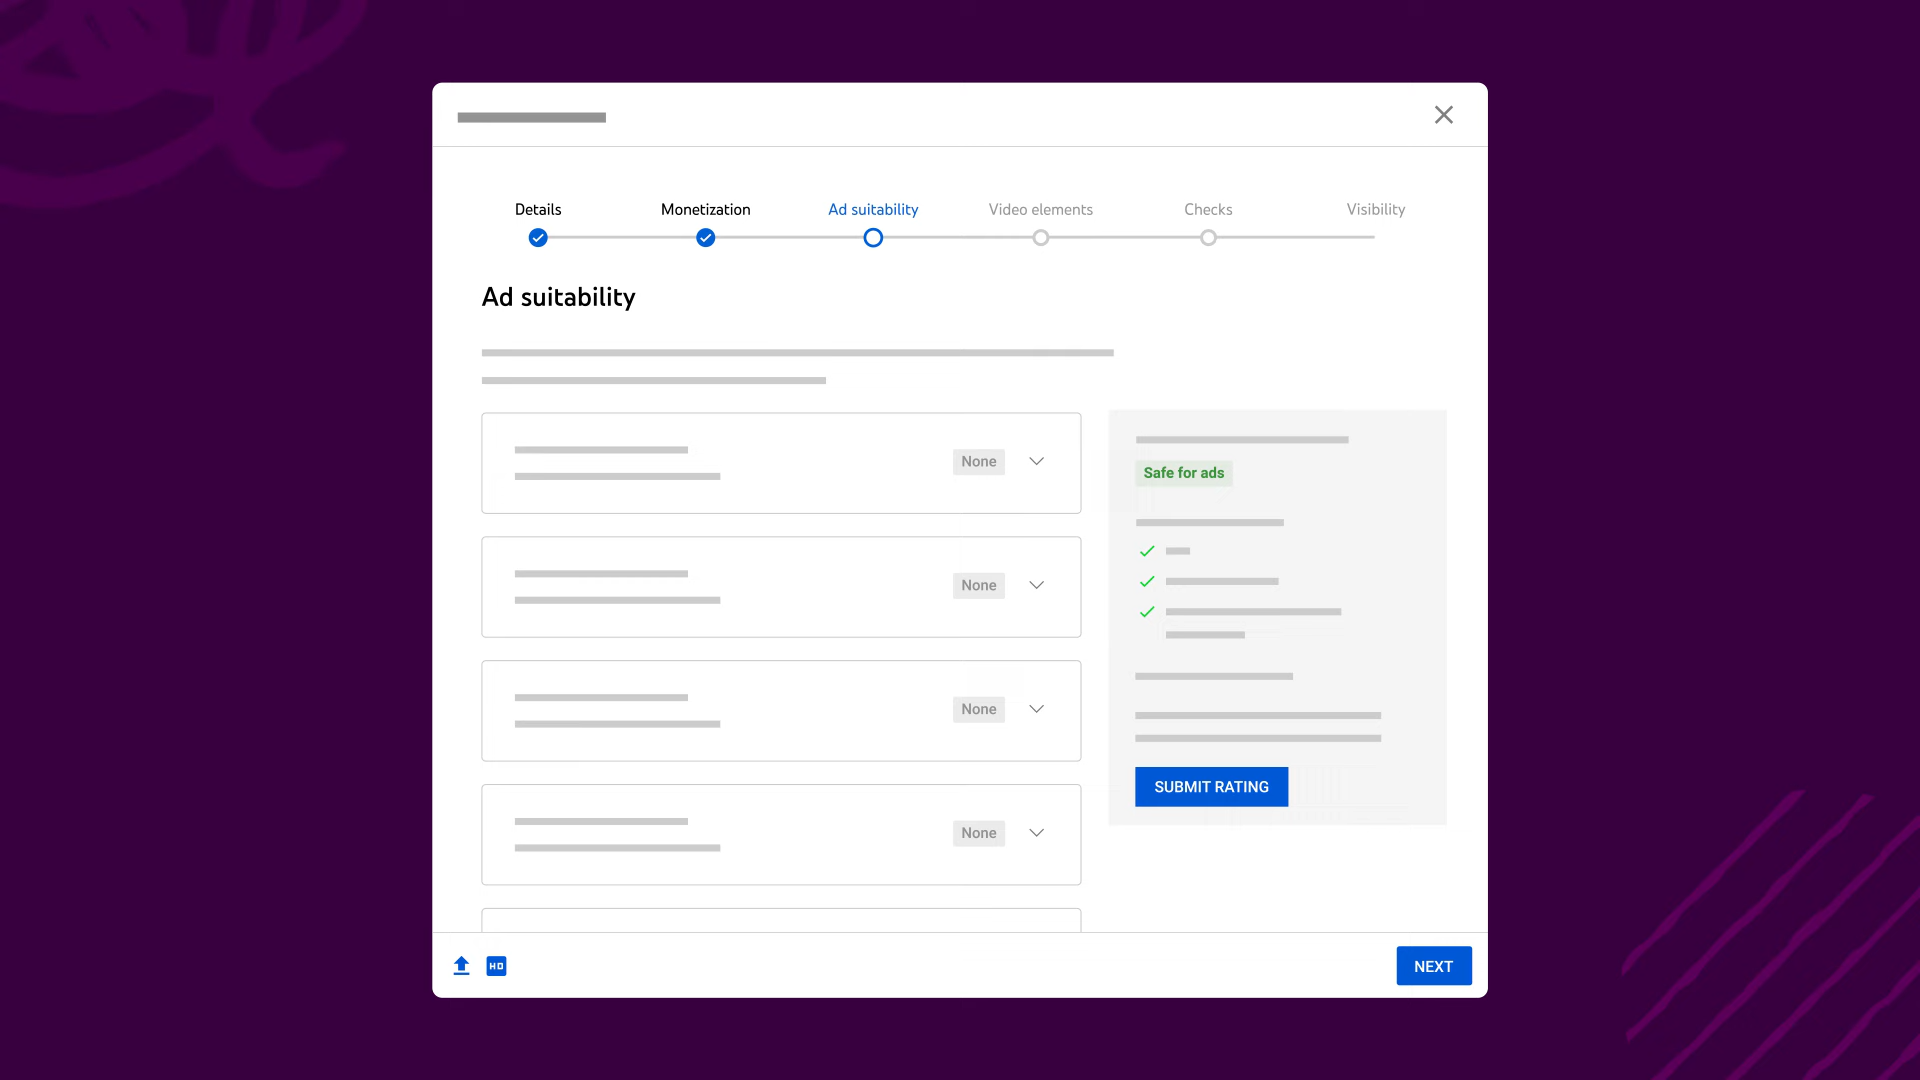 Details
Monetization
Ad suitability
Video elements
Checks
Visibility
Ad suitability
None
None
None
None
Safe for ads
SUBMIT RATING
HD
NEXT